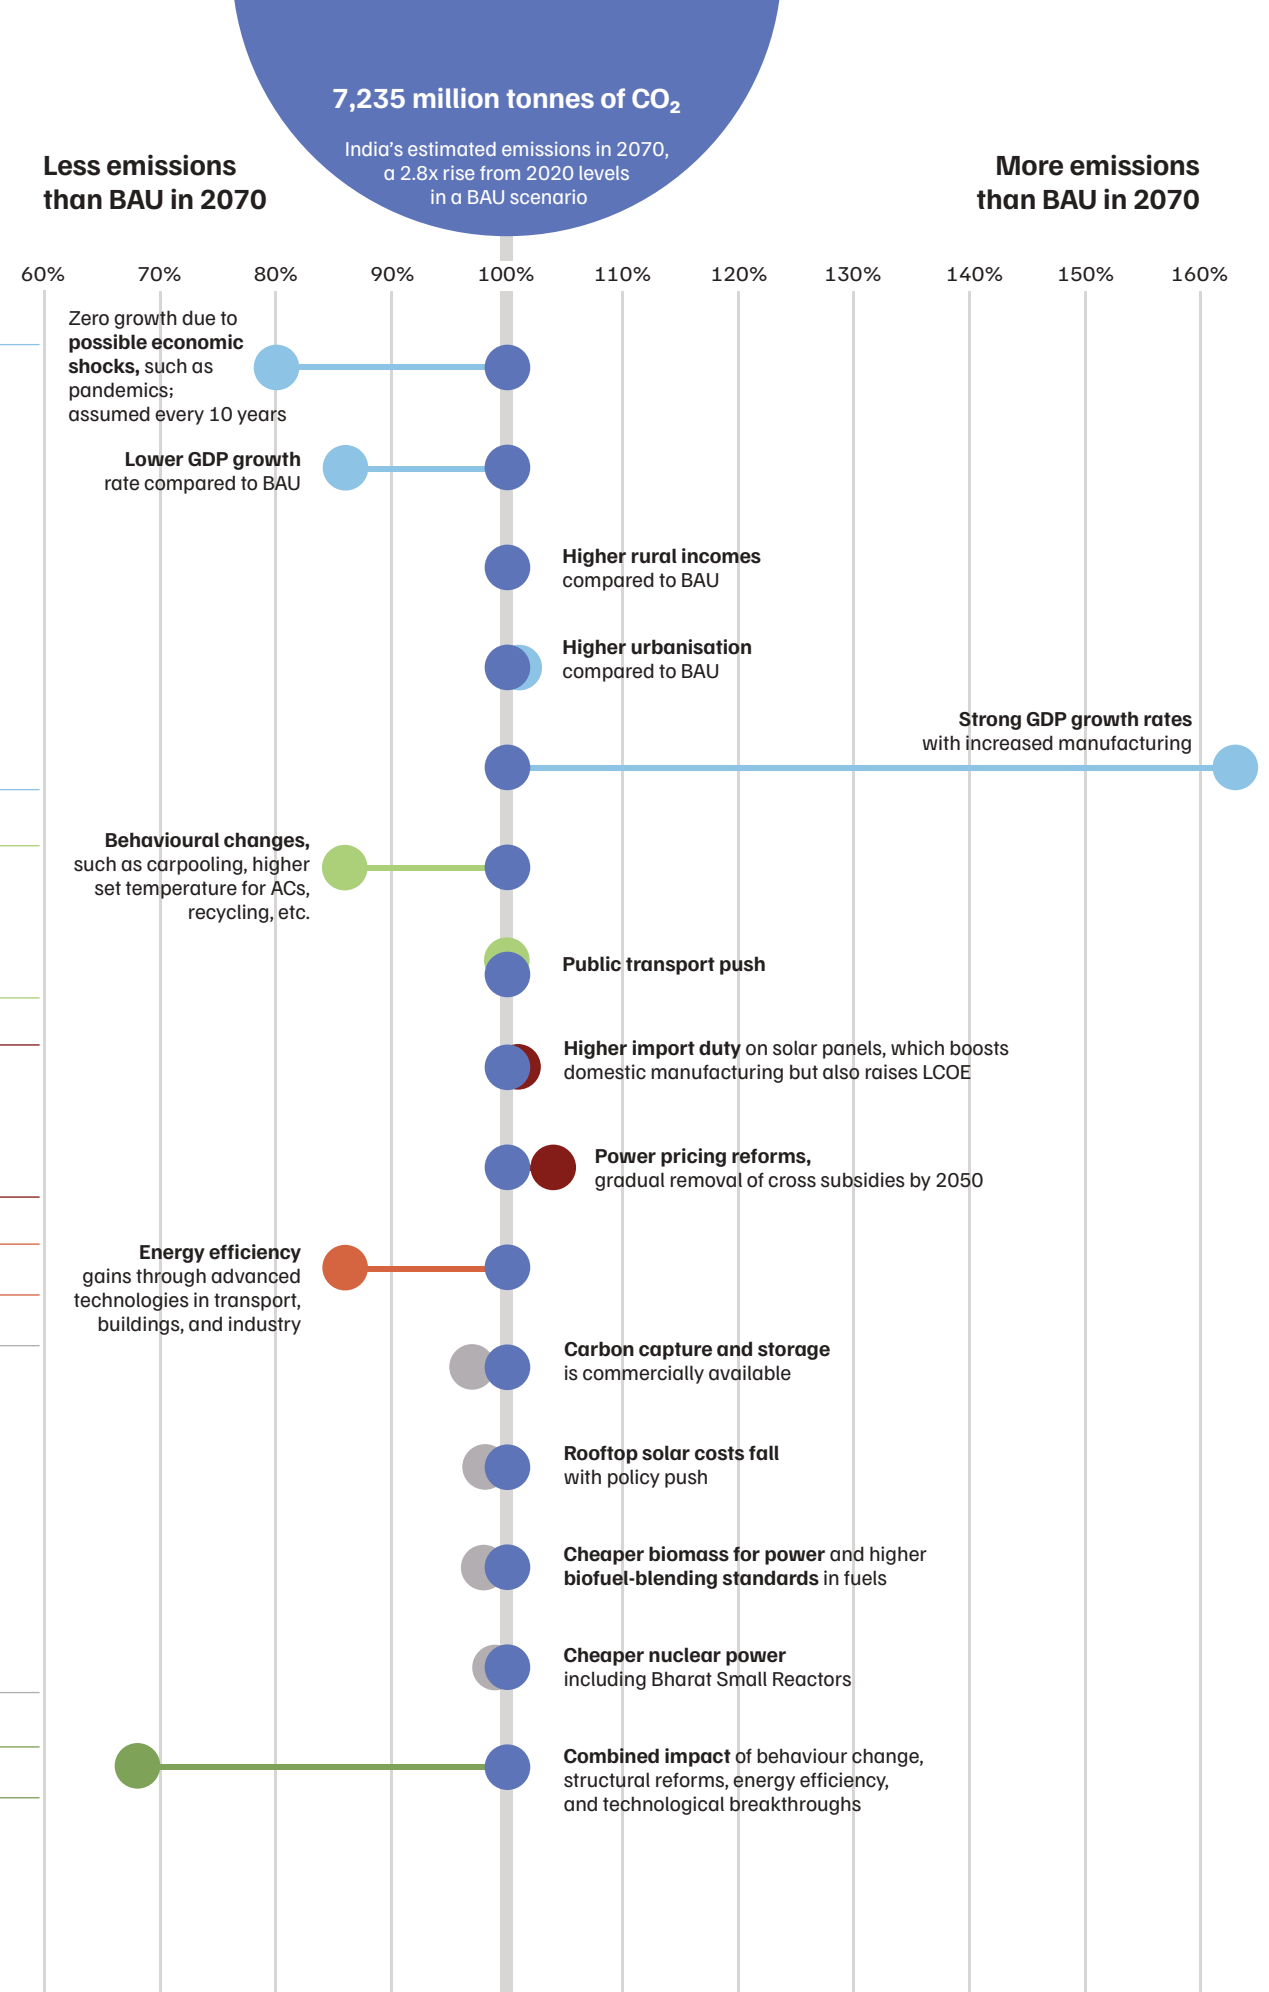 7,235 million tonnes of CO₂
India's estimated emissions in 2070,
a 2.8x rise from 2020 levels
in a BAU scenario
Less emissions
than BAU in 2070
More emissions
than BAU in 2070
60% 70% 80% 90% 100% 110% 120% 130% 140% 150% 160%
Zero growth due to
possible economic
shocks, such as
pandemics;
assumed every 10 years
Lower GDP growth
rate compared to BAU
Higher rural incomes
compared to BAU
Higher urbanisation
compared to BAU
Strong GDP growth rates
with increased manufacturing
Behavioural changes,
such as carpooling, higher
set temperature for ACs,
recycling, etc.
Public transport push
Higher import duty on solar panels, which boosts
domestic manufacturing but also raises LCOE
Power pricing reforms,
gradual removal of cross subsidies by 2050
Energy efficiency
gains through advanced
technologies in transport,
buildings, and industry
Carbon capture and storage
is commercially available
Rooftop solar costs fall
with policy push
Cheaper biomass for power and higher
biofuel-blending standards in fuels
Cheaper nuclear power
including Bharat Small Reactors
Combined impact of behaviour change,
structural reforms, energy efficiency,
and technological breakthroughs